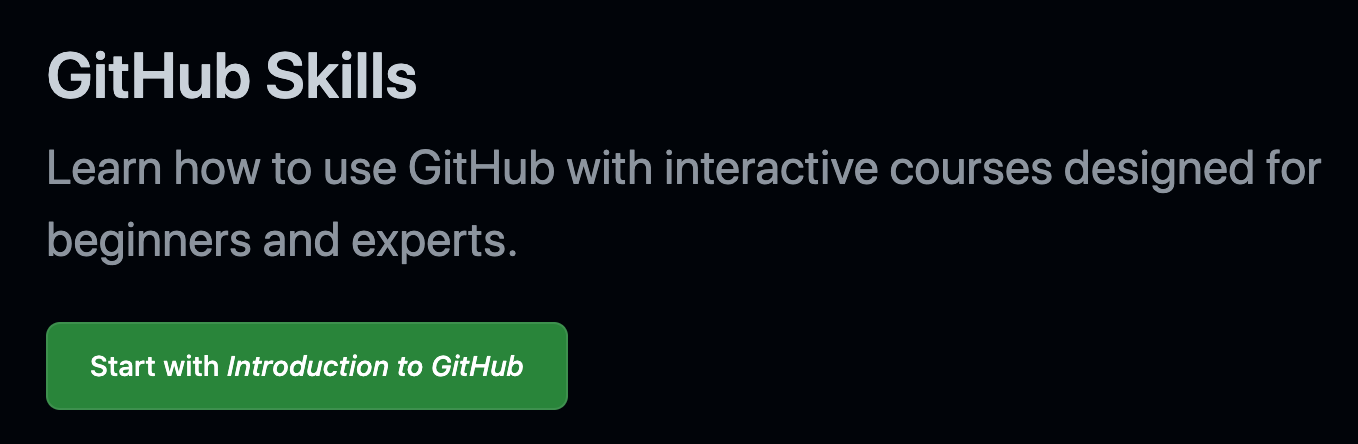 GitHub Skills
Learn how to use GitHub with interactive courses designed for
beginners and experts.
Start with Introduction to GitHub